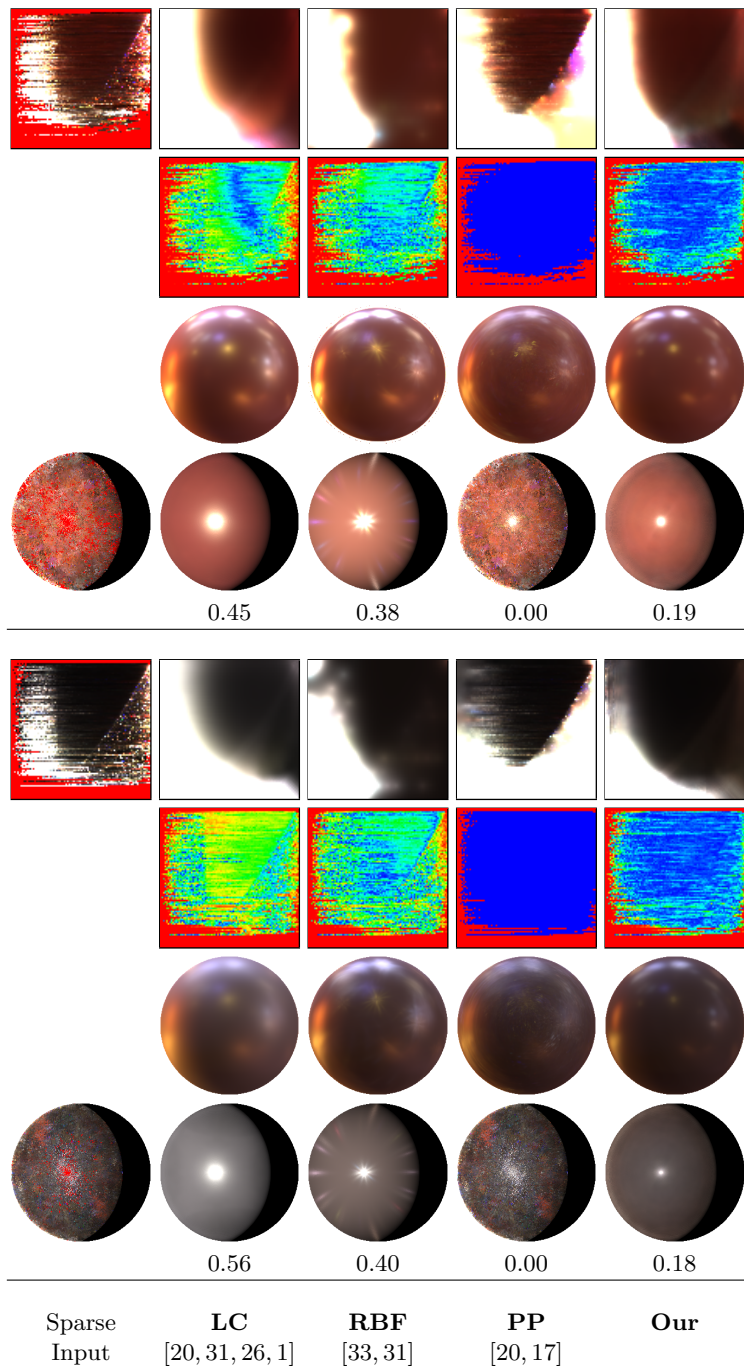 0.45 0.38 0.00 0.19
0.56 0.40 0.00 0.18
Sparse LC RBF PP Our
Input [20, 31, 26, 1] [33, 31] [20, 17]